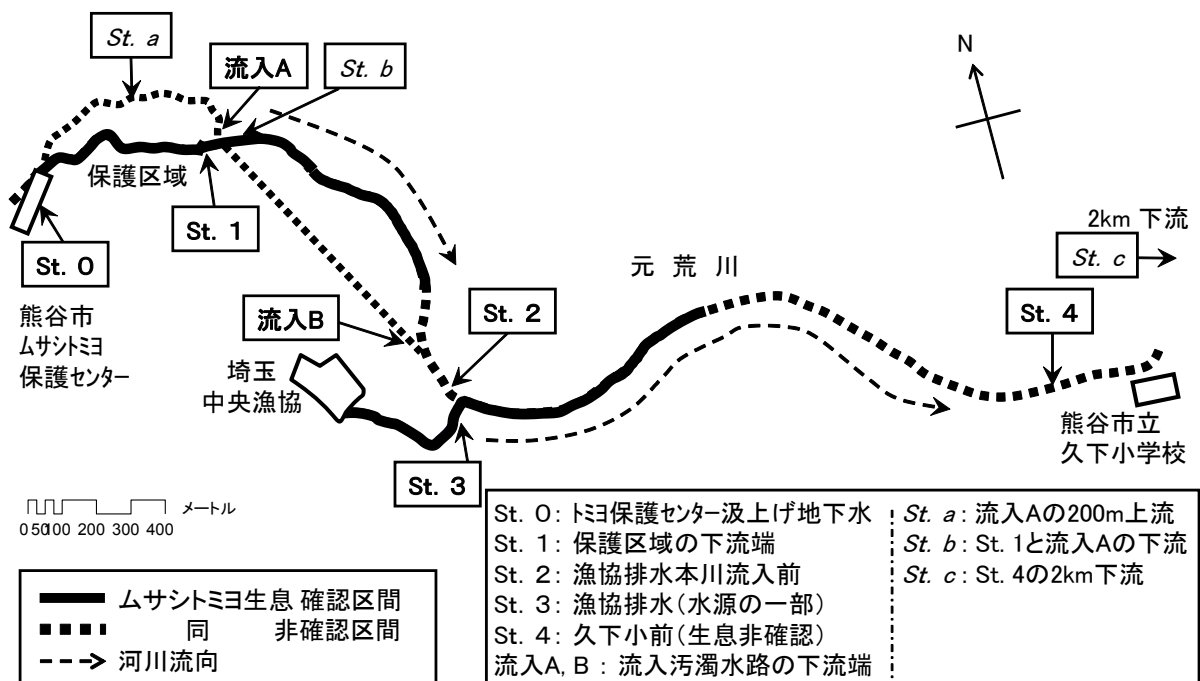 St. a
流入A
St. b
N
保護区域
St. 1
St. 0
熊谷市
ムサシトミヨ
保護センター
2km 下流
St. c
元 荒 川
流入B
St. 2
St. 4
埼玉
中央漁協
熊谷市立
久下小学校
St. 3
メートル
0 50 100 200 300 400
ムサシトミヨ生息 確認区間
同 非確認区間
河川流向
St. 0: トミヨ保護センター汲上げ地下水
St. 1: 保護区域の下流端
St. 2: 漁協排水本川流入前
St. 3: 漁協排水(水源の一部)
St. 4: 久下小前(生息非確認)
流入A, B : 流入汚濁水路の下流端
St. a : 流入Aの200m上流
St. b : St. 1と流入Aの下流
St. c : St. 4の2km下流